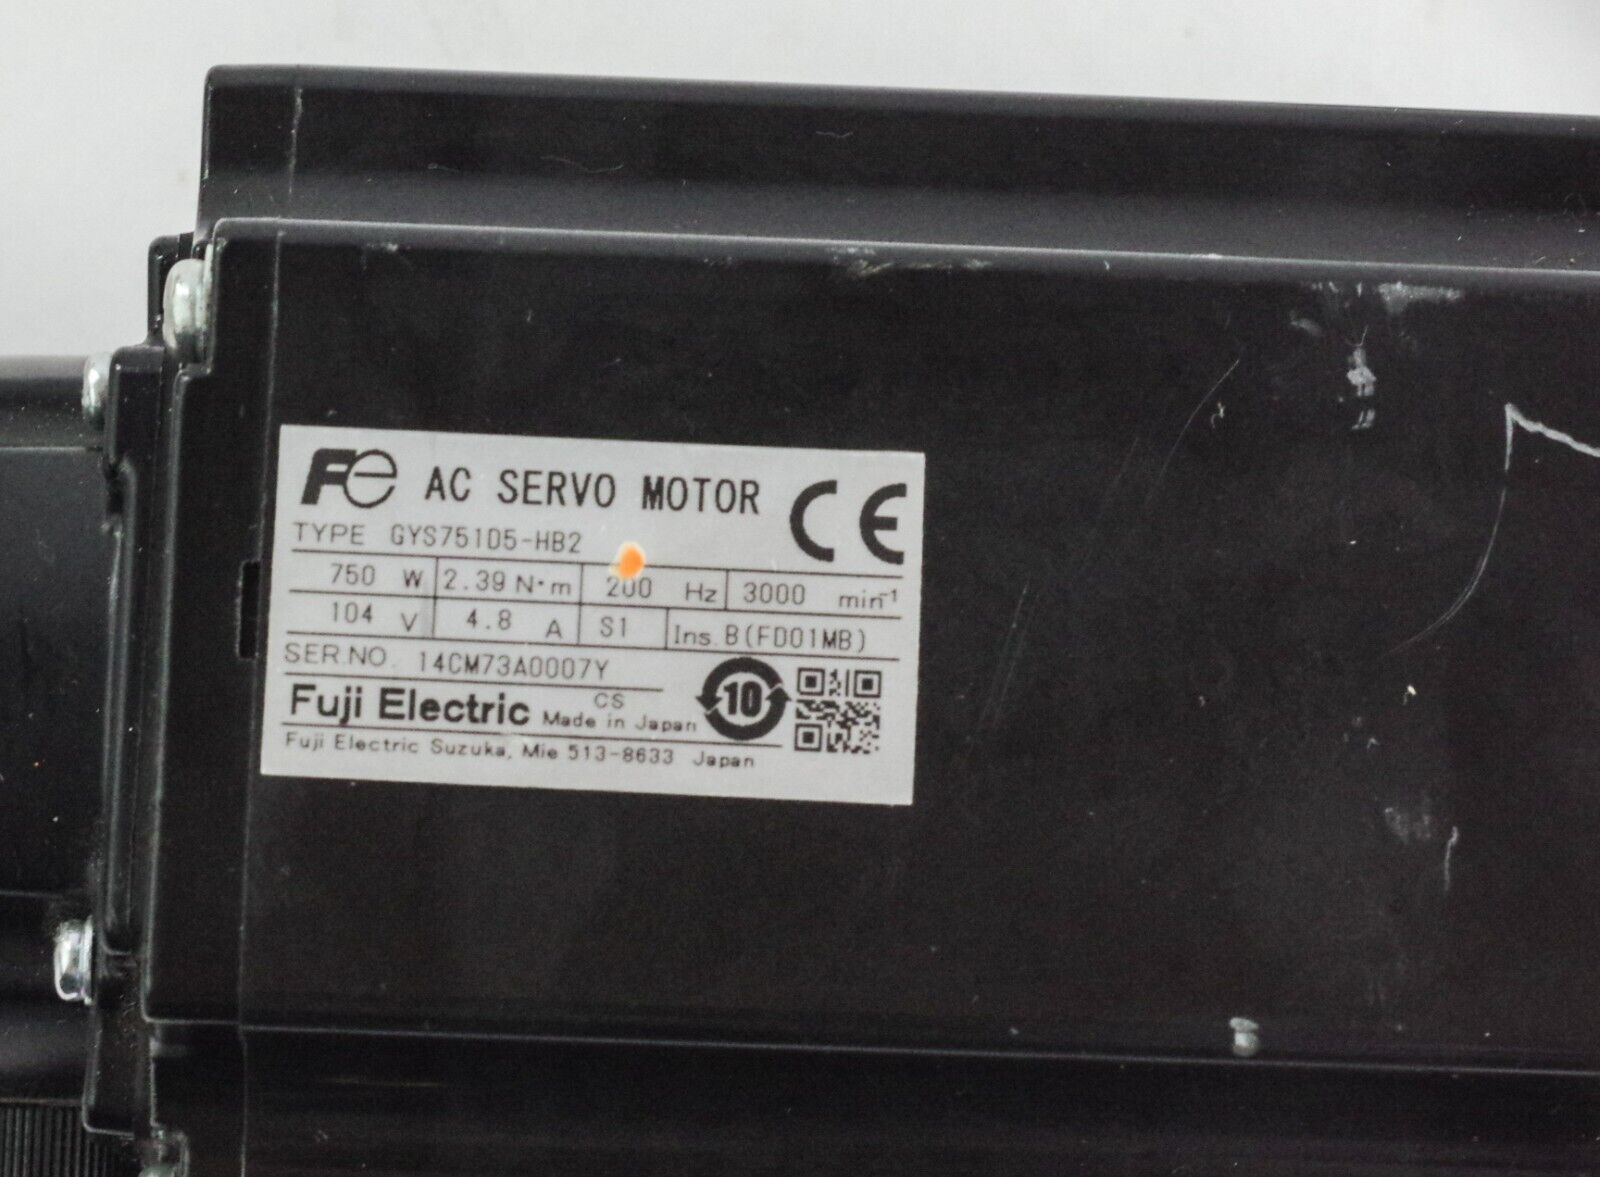 Fe AC SERVO MOTOR CE
TYPE GYS751D5-HB2
750 W 2.39 N·m 200 Hz 3000 min-1
104 V 4.8 A S1 Ins. B(FD01MB)
SER.NO. 14CM73A0007Y
Fuji Electric CS Made in Japan 10
Fuji Electric Suzuka, Mie 513-8633 Japan